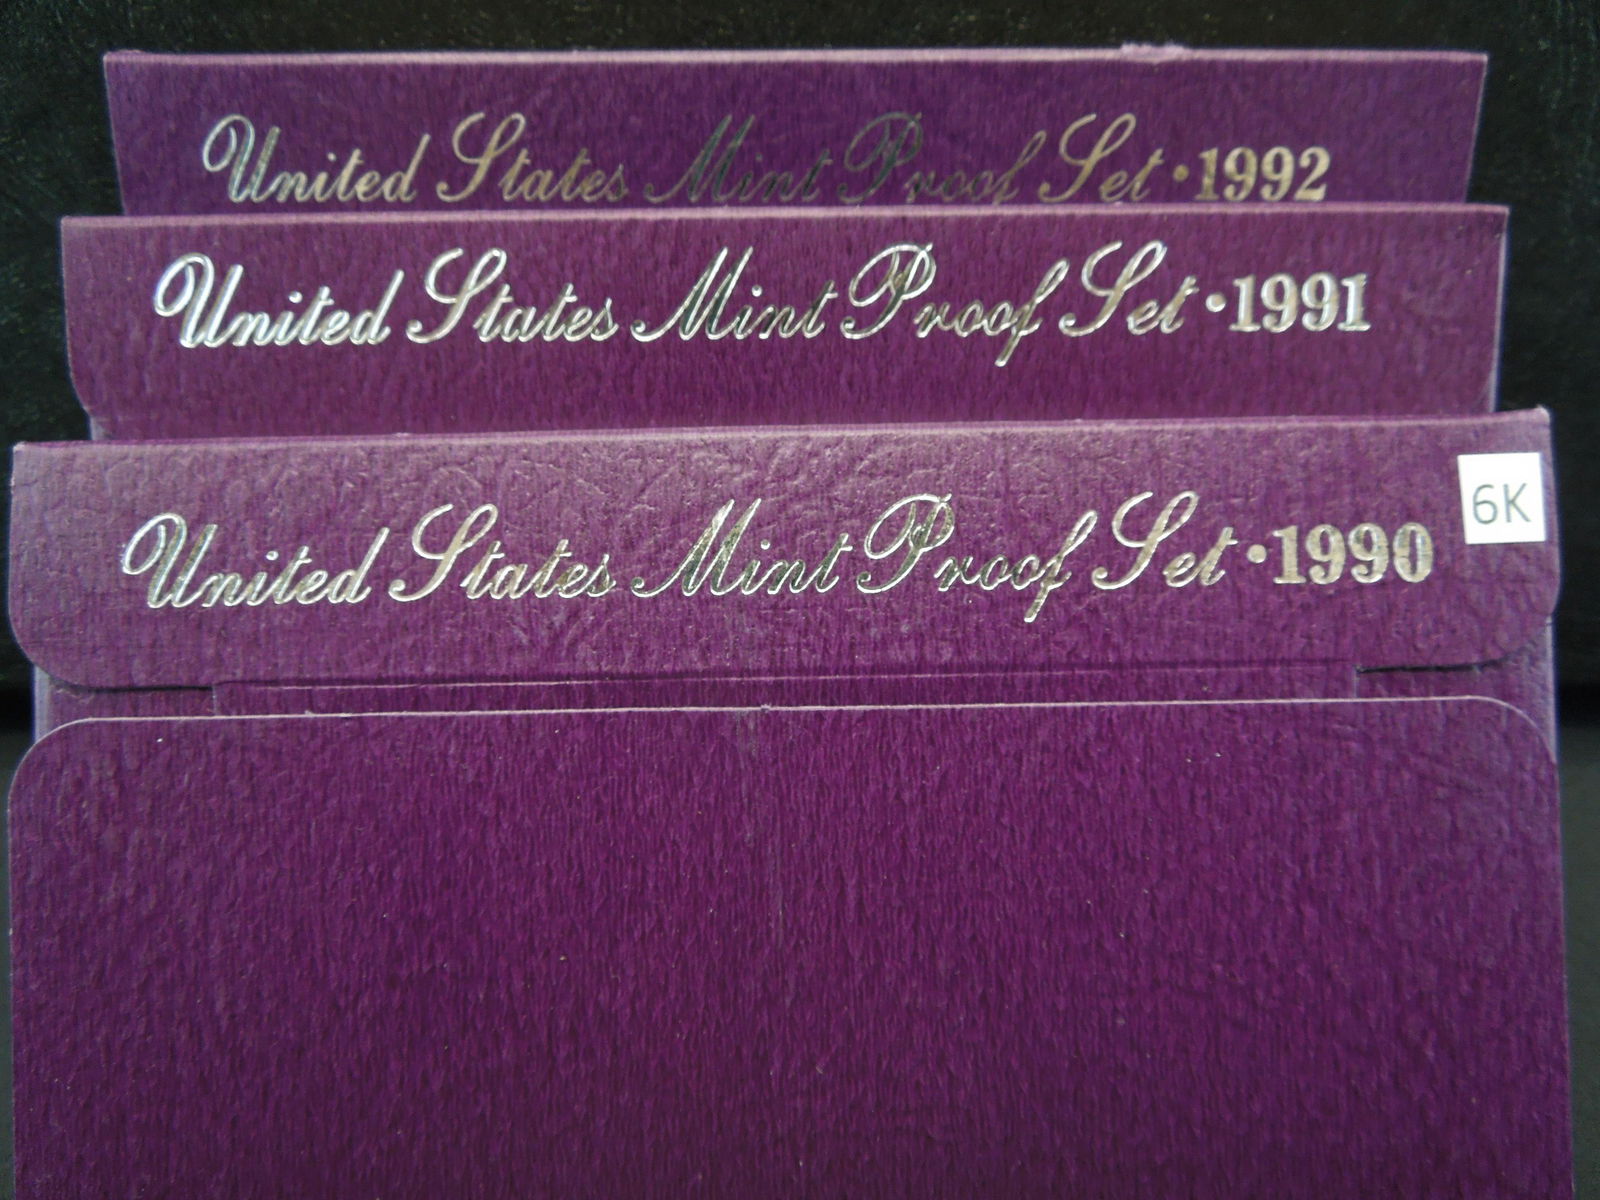 United States Mint Proof Set • 1992
United States Mint Proof Set • 1991
6K
United States Mint Proof Set • 1990